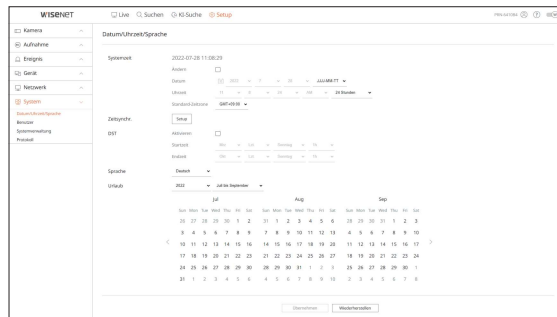 WISENET Live Suchen KI-Suche Setup
Kamera
Aufnahme
Ereignis
Gerät
Netzwerk
System
Datum/Uhrzeit/Sprache
Benutzer
Systemverwaltung
Protokoll
Datum/Uhrzeit/Sprache
Systemzeit 2022-07-28 11:08:29
Ändern
Datum 2022 7 28 JJJJ-MM-TT
Uhrzeit 11 8 24 Stunden
Standard-Zeitzone GMT+09:00
Zeitsynchr. Setup
DST Aktivieren
Startzeit
Endzeit
Sprache Deutsch
Urlaub 2022 Juli bis September
Jul Aug Sep
Sun Mon Tue Wed Thu Fri Sat Sun Mon Tue Wed Thu Fri Sat Sun Mon Tue Wed Thu Fri Sat
26 27 28 29 30 1 2 31 1 2 3 4 5 6 28 29 30 31 1 2 3
3 4 5 6 7 8 9 7 8 9 10 11 12 13 4 5 6 7 8 9 10
10 11 12 13 14 15 16 14 15 16 17 18 19 20 11 12 13 14 15 16 17
17 18 19 20 21 22 23 21 22 23 24 25 26 27 18 19 20 21 22 23 24
24 25 26 27 28 29 30 28 29 30 31 1 2 3 25 26 27 28 29 30 1
31 1 2 3 4 5 6 4 5 6 7 8 9 10 2 3 4 5 6 7 8
Übernehmen Wiederherstellen